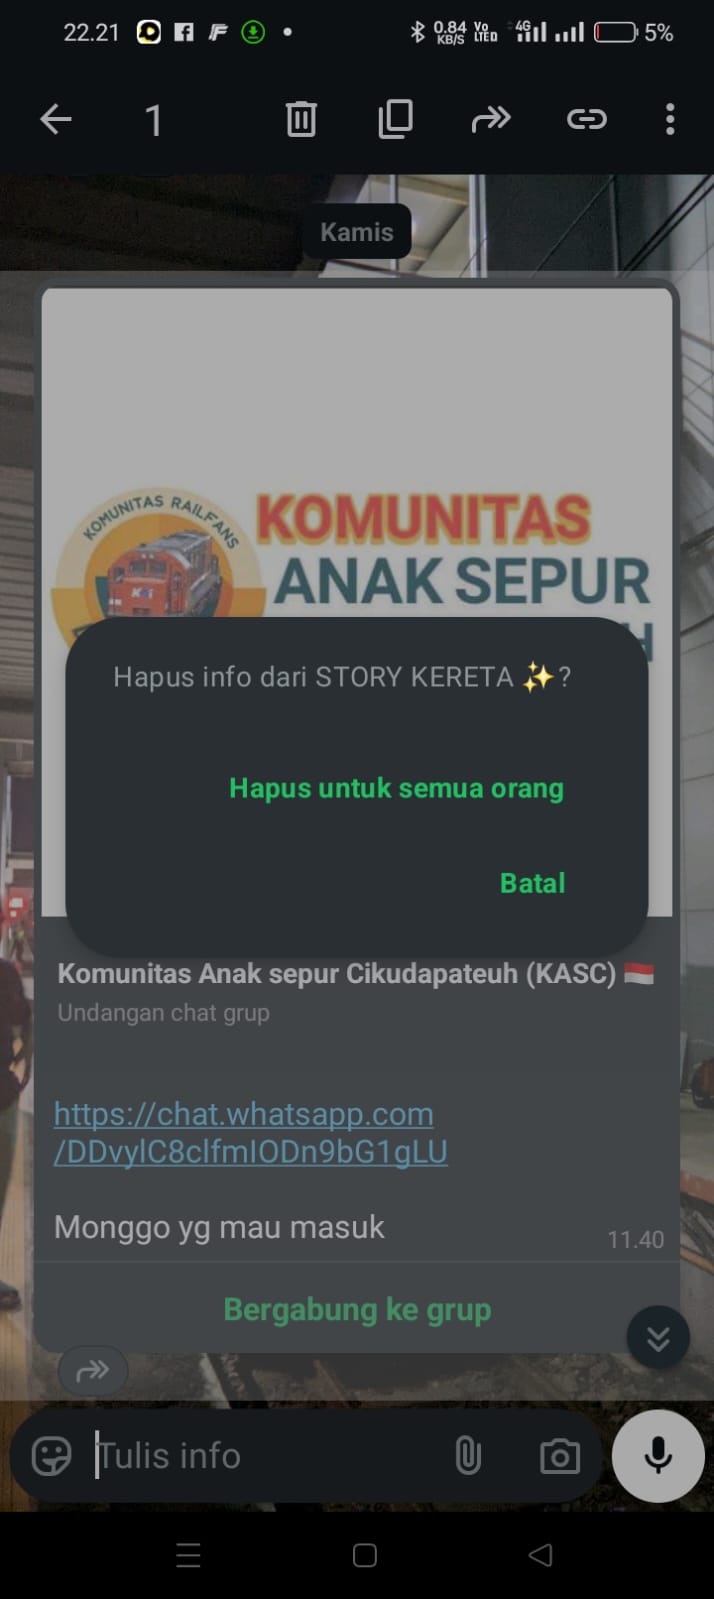 22.21
0.84
KB/S
Vo
LTED
4G
5%
1
Kamis
KOMUNITAS RAILFANS
KAI
KOMUNITAS
ANAK SEPUR
H
Hapus info dari STORY KERETA ✨?
Hapus untuk semua orang
Batal
Komunitas Anak sepur Cikudapateuh (KASC) 🇮🇩
Undangan chat grup
https://chat.whatsapp.com
/DDvylC8clfmIODn9bG1gLU
Monggo yg mau masuk
11.40
Bergabung ke grup
Tulis info